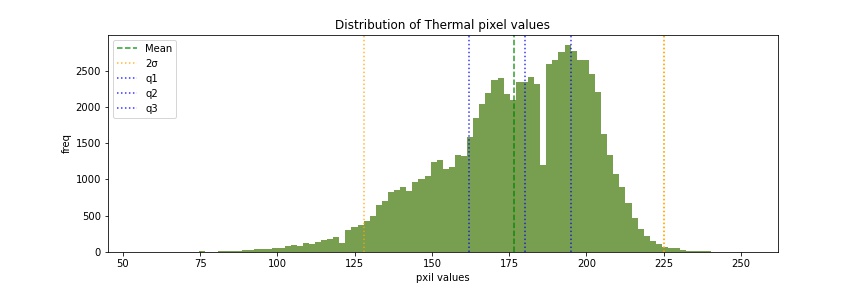 Distribution of Thermal pixel values
Mean
2σ
q1
q2
q3
freq
2500
2000
1500
1000
500
0
50 75 100 125 150 175 200 225 250
pxil values